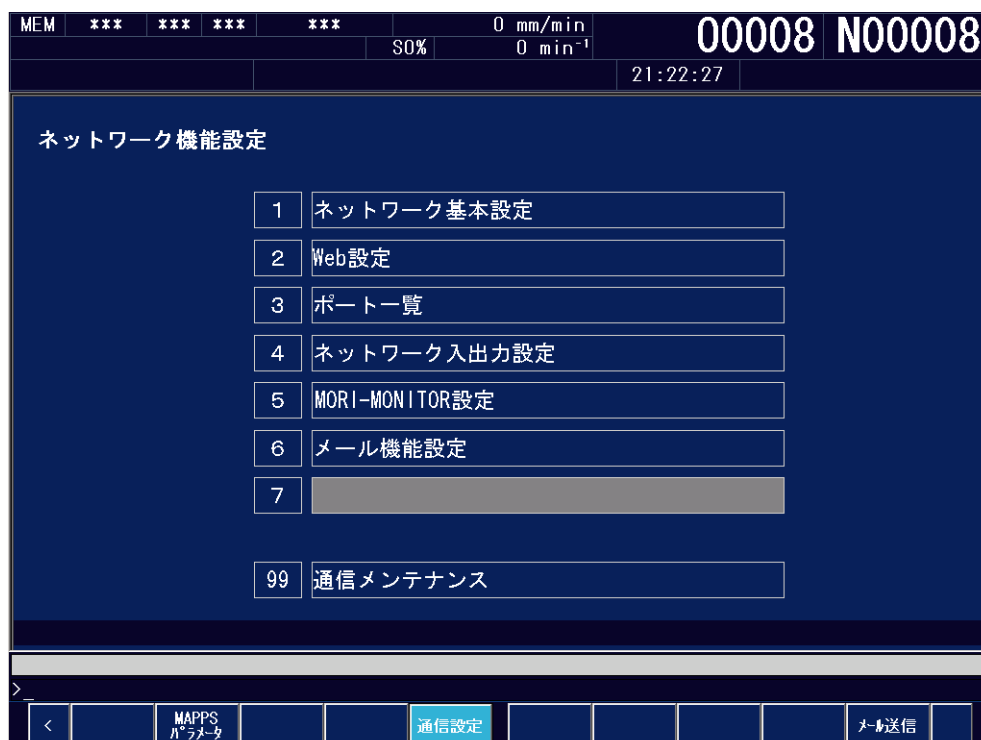 MEM *** *** *** *** 0 mm/min 00008 N00008
S0% 0 min⁻¹
21:22:27
ネットワーク機能設定
1 ネットワーク基本設定
2 Web設定
3 ポート一覧
4 ネットワーク入出力設定
5 MORI-MONITOR設定
6 メール機能設定
7
99 通信メンテナンス
>_
< MAPPS 通信設定 メール送信
パラメータ